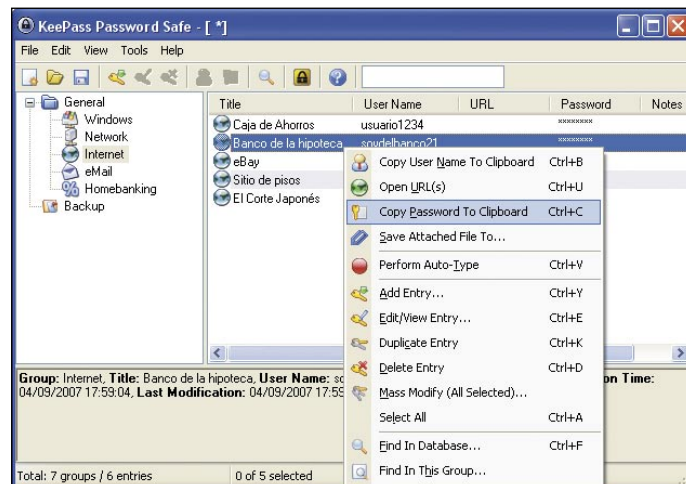 KeePass Password Safe - [ *]
File Edit View Tools Help
General
Windows
Network
Internet
eMail
Homebanking
Backup
Title User Name URL Password Notes
Caja de Ahorros usuario1234 ********
Banco de la hipoteca soydelbanco21 ********
eBay
Sitio de pisos
El Corte Japonés
Copy User Name To Clipboard Ctrl+B
Open URL(s) Ctrl+U
Copy Password To Clipboard Ctrl+C
Save Attached File To...
Perform Auto-Type Ctrl+V
Add Entry... Ctrl+Y
Edit/View Entry... Ctrl+E
Duplicate Entry Ctrl+K
Delete Entry Ctrl+D
Mass Modify (All Selected)...
Select All Ctrl+A
Find In Database... Ctrl+F
Find In This Group...
Group: Internet, Title: Banco de la hipoteca, User Name: so on Time:
04/09/2007 17:59:04, Last Modification: 04/09/2007 17:59
Total: 7 groups / 6 entries 0 of 5 selected